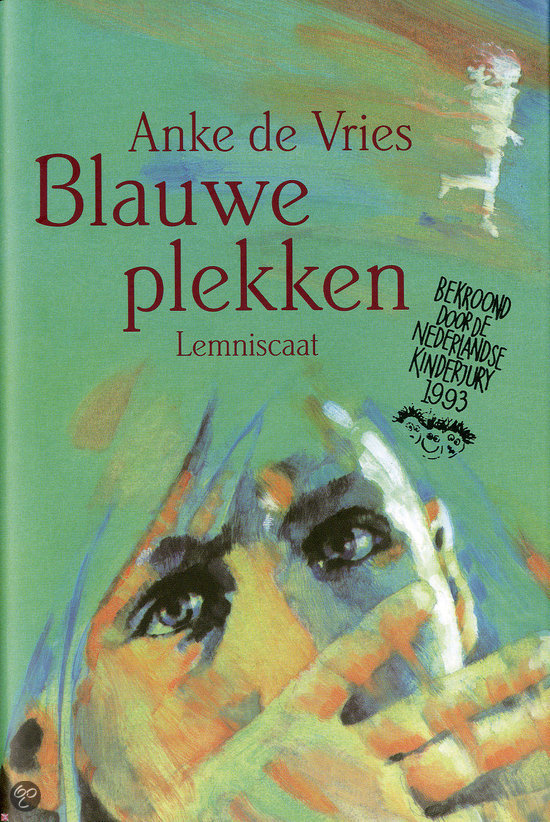 Anke de Vries
Blauwe
plekken
Lemniscaat
BEKROOND
DOOR DE
NEDERLANDSE
KINDERJURY
1993